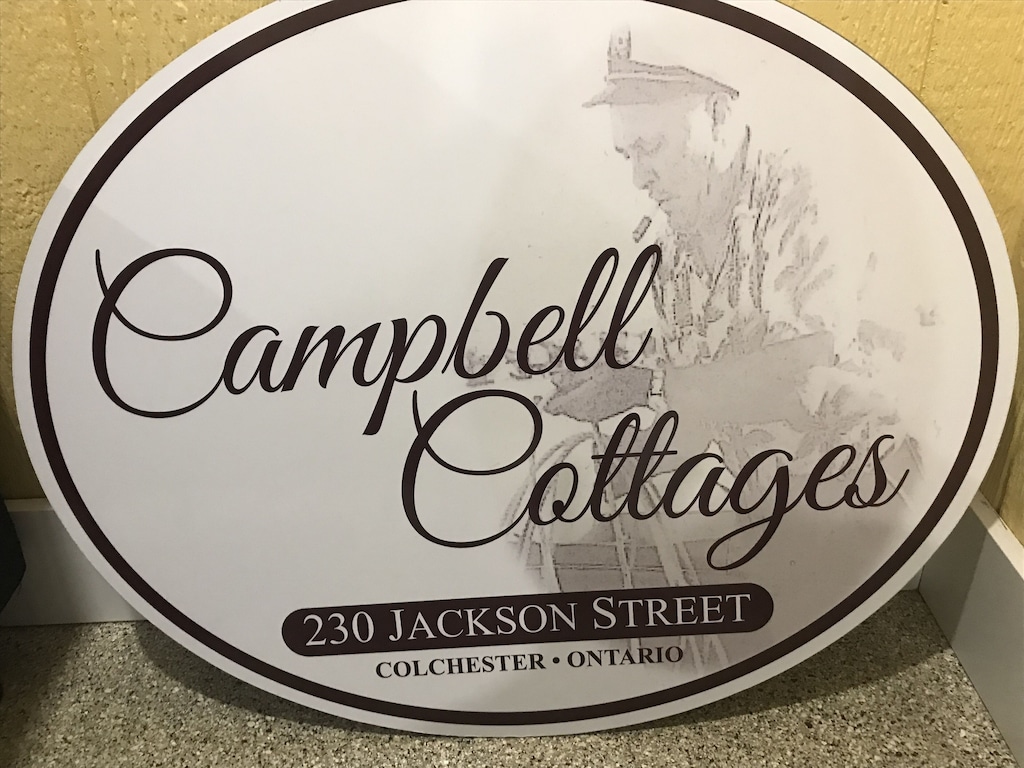 Campbell
Cottages
230 JACKSON STREET
COLCHESTER • ONTARIO